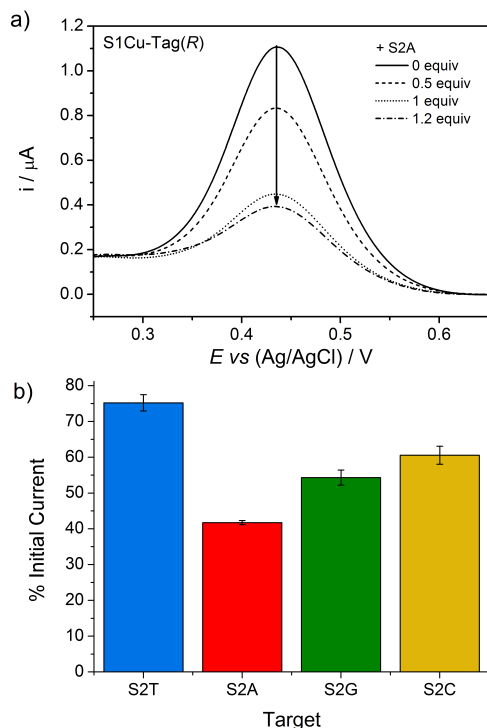 a)
S1Cu-Tag(R)
+ S2A
0 equiv
0.5 equiv
1 equiv
1.2 equiv
i / μA
1.2
1.0
0.8
0.6
0.4
0.2
0.0
0.3 0.4 0.5 0.6
E vs (Ag/AgCl) / V
b)
% Initial Current
80
70
60
50
40
30
20
10
0
S2T S2A S2G S2C
Target